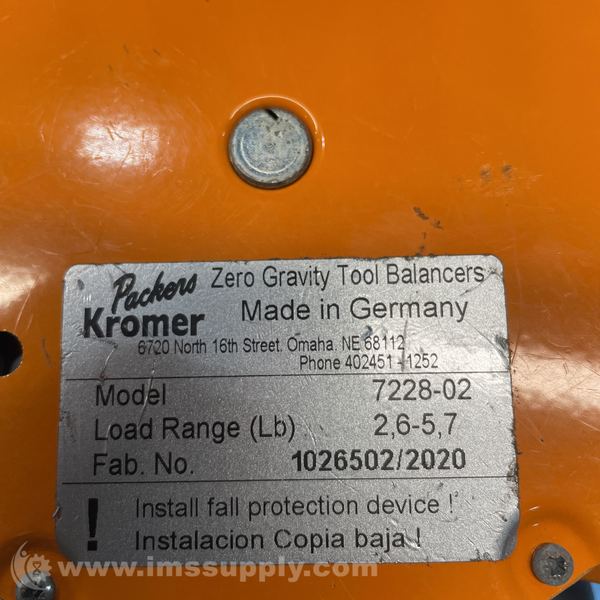 Packers Zero Gravity Tool Balancers
Kromer Made in Germany
6720 North 16th Street. Omaha, NE 68112
Phone 402451-1252
Model 7228-02
Load Range (Lb) 2,6-5,7
Fab. No. 1026502/2020
! Install fall protection device !
Instalacion Copia baja !
www.imssupply.com